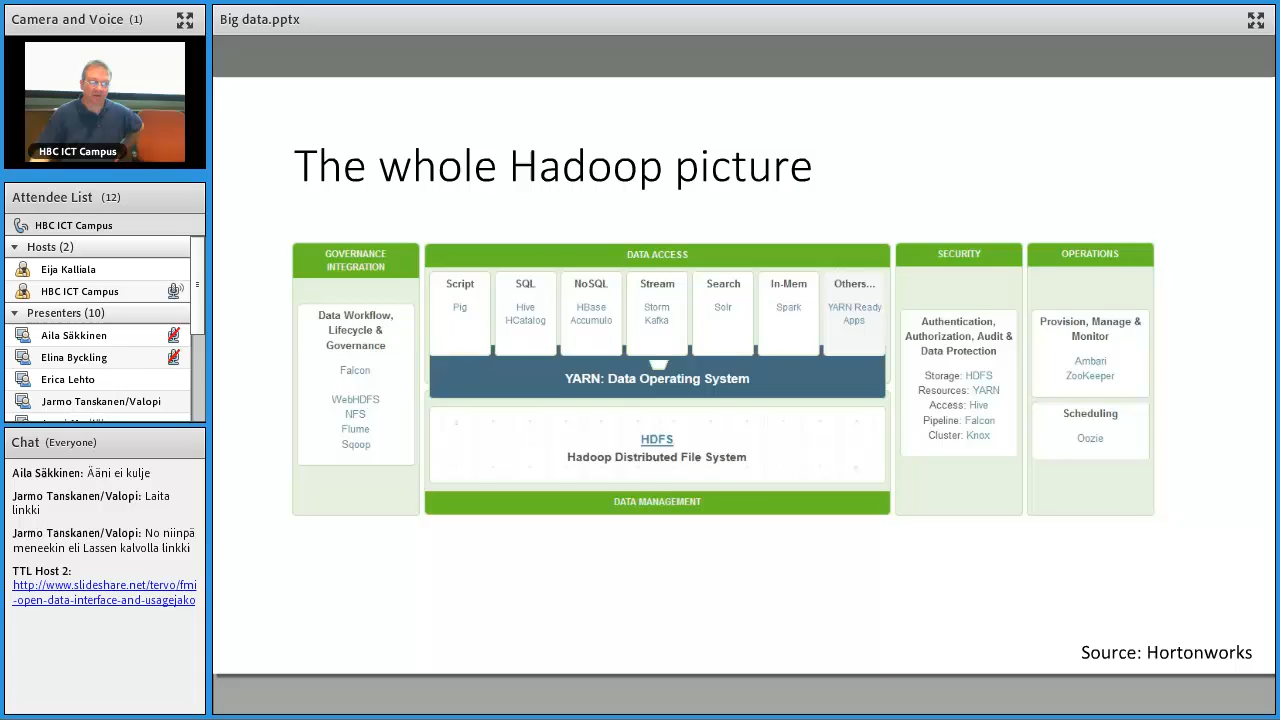 Camera and Voice (1)
HBC ICT Campus
Attendee List (12)
HBC ICT Campus
Hosts (2)
Eija Kalliala
HBC ICT Campus
Presenters (10)
Aila Säkkinen
Elina Byckling
Erica Lehto
Jarmo Tanskanen/Valopi
Chat (Everyone)
Aila Säkkinen: Ääni ei kulje
Jarmo Tanskanen/Valopi: Laita
linkki
Jarmo Tanskanen/Valopi: No niinpä
meneekin eli Lassen kalvolla linkki
TTL Host 2:
http://www.slideshare.net/tervo/fmi
-open-data-interface-and-usagejako
Big data.pptx
The whole Hadoop picture
GOVERNANCE
INTEGRATION
Data Workflow,
Lifecycle &
Governance
Falcon
WebHDFS
NFS
Flume
Sqoop
DATA ACCESS
Script
Pig
SQL
Hive
HCatalog
NoSQL
HBase
Accumulo
Stream
Storm
Kafka
Search
Solr
In-Mem
Spark
Others...
YARN Ready
Apps
YARN: Data Operating System
HDFS
Hadoop Distributed File System
DATA MANAGEMENT
SECURITY
Authentication,
Authorization, Audit &
Data Protection
Storage: HDFS
Resources: YARN
Access: Hive
Pipeline: Falcon
Cluster: Knox
OPERATIONS
Provision, Manage &
Monitor
Ambari
ZooKeeper
Scheduling
Oozie
Source: Hortonworks